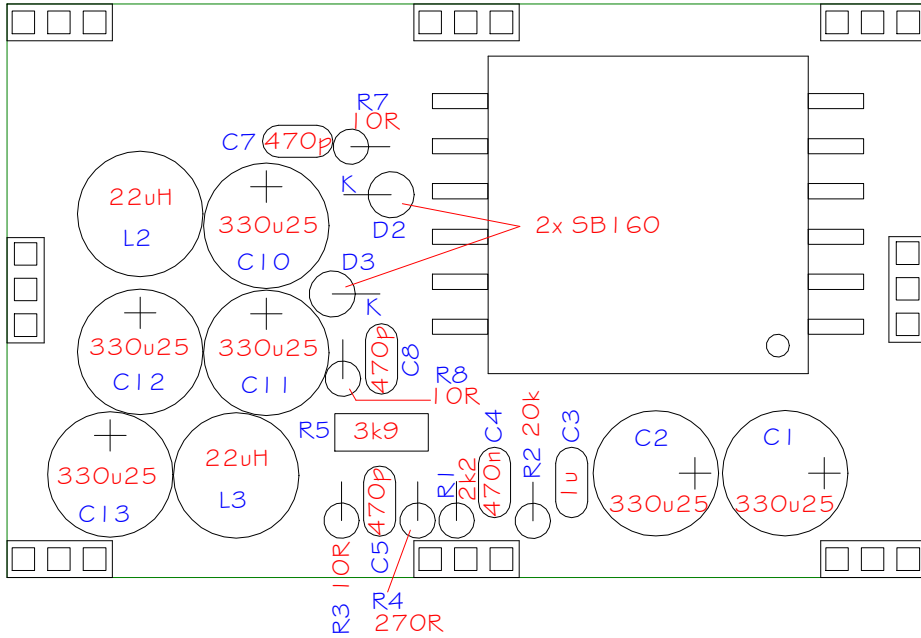 R7
10R
C7
470p
K
22uH
L2
330u25
C10
D2
2x SB160
D3
K
330u25
C12
330u25
C11
470p
C8
R8
10R
R5
3k9
C4
20k
C3
C2
C1
330u25
C13
22uH
L3
470p
R1
2k2
470n
R2
1u
330u25
330u25
10R
C5
R3
R4
270R